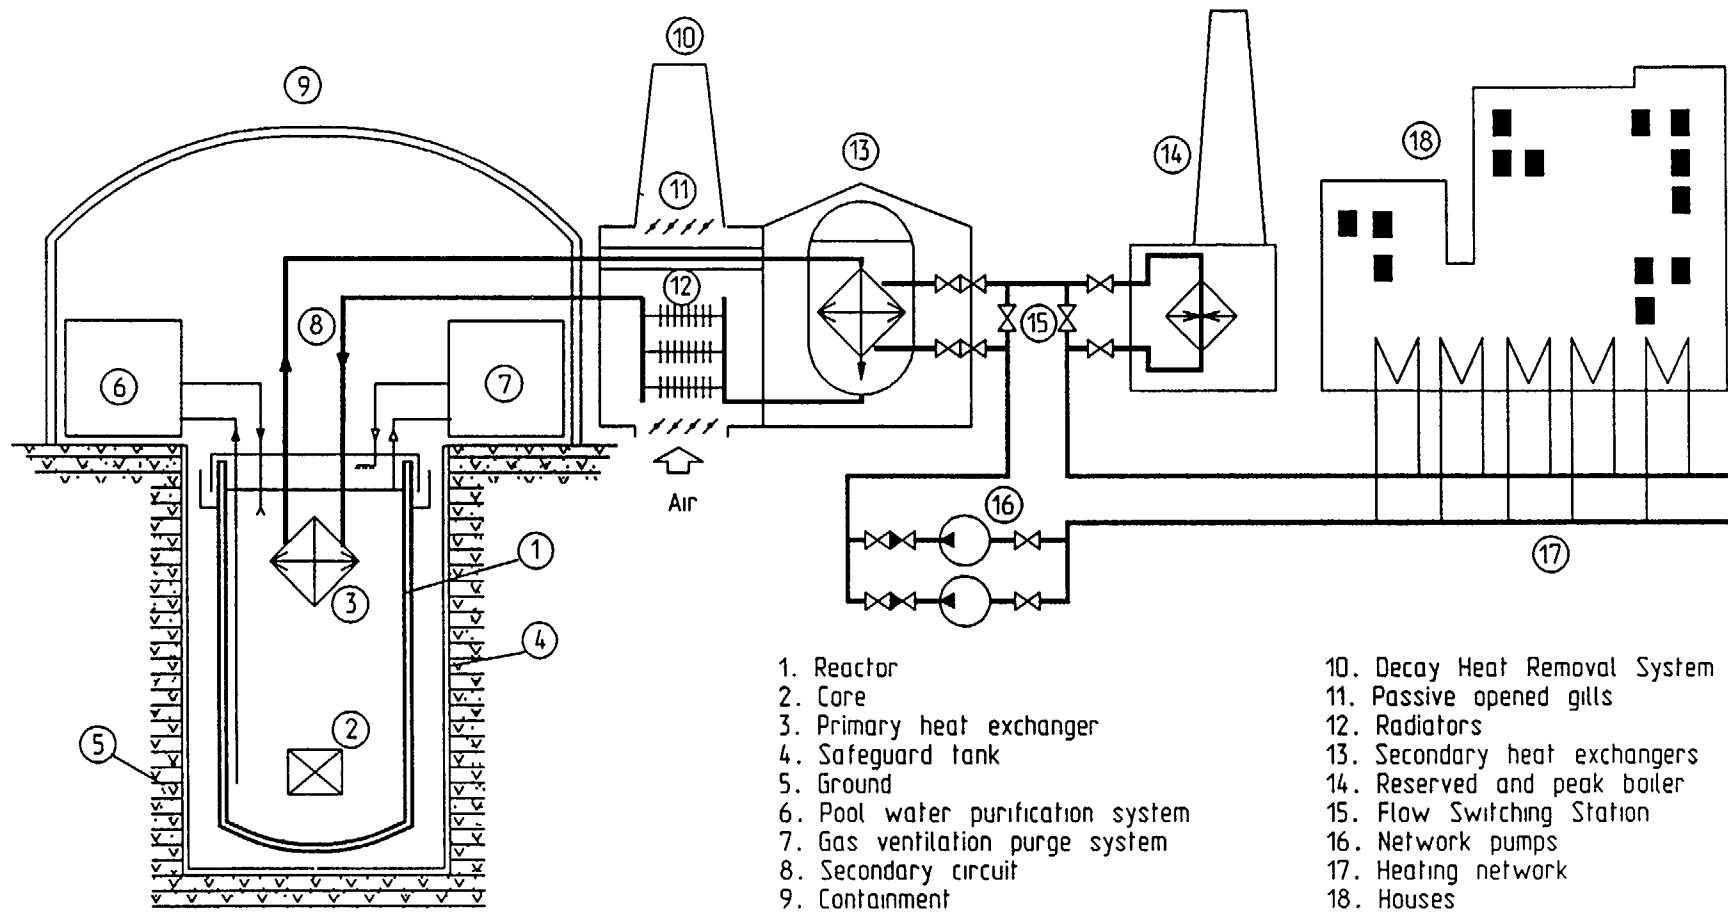 10
9
13
14
18
11
12
8
15
6
7
Air
16
1
17
3
4
2
5
1. Reactor
2. Core
3. Primary heat exchanger
4. Safeguard tank
5. Ground
6. Pool water purification system
7. Gas ventilation purge system
8. Secondary circuit
9. Containment
10. Decay Heat Removal System
11. Passive opened gills
12. Radiators
13. Secondary heat exchangers
14. Reserved and peak boiler
15. Flow Switching Station
16. Network pumps
17. Heating network
18. Houses